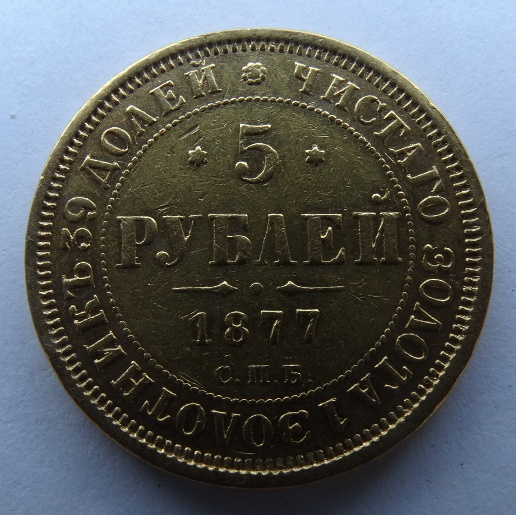 5
РУБЛЕЙ
1877
С.П.Б.
ЧИСТАГО ЗОЛОТА 1 ЗОЛОТНИКЪ 39 ДОЛЕЙ